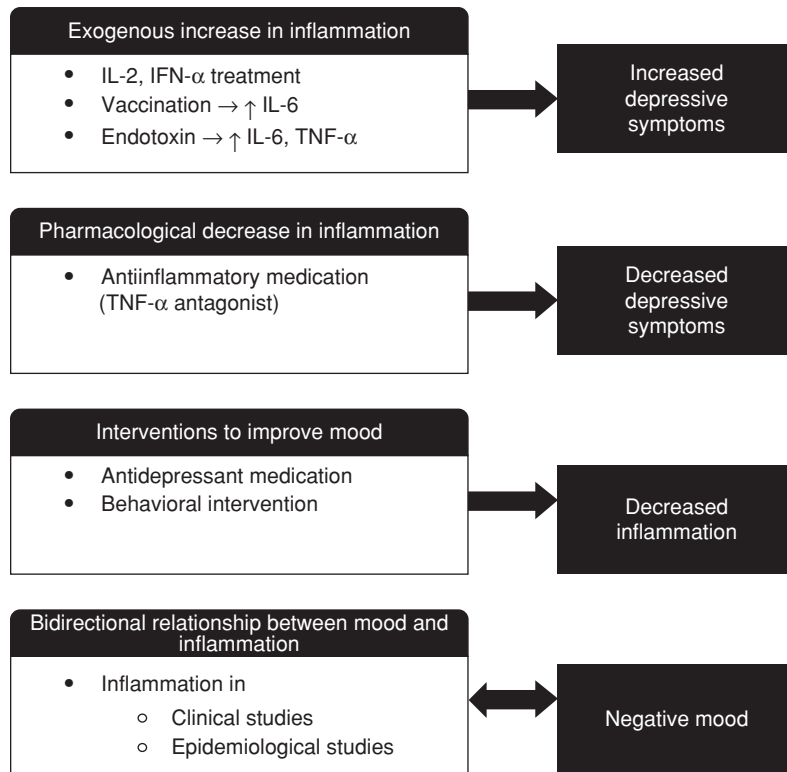 Exogenous increase in inflammation
• IL-2, IFN-α treatment
• Vaccination → ↑ IL-6
• Endotoxin → ↑ IL-6, TNF-α
Increased
depressive
symptoms
Pharmacological decrease in inflammation
• Antiinflammatory medication
(TNF-α antagonist)
Decreased
depressive
symptoms
Interventions to improve mood
• Antidepressant medication
• Behavioral intervention
Decreased
inflammation
Bidirectional relationship between mood and
inflammation
• Inflammation in
○ Clinical studies
○ Epidemiological studies
Negative mood